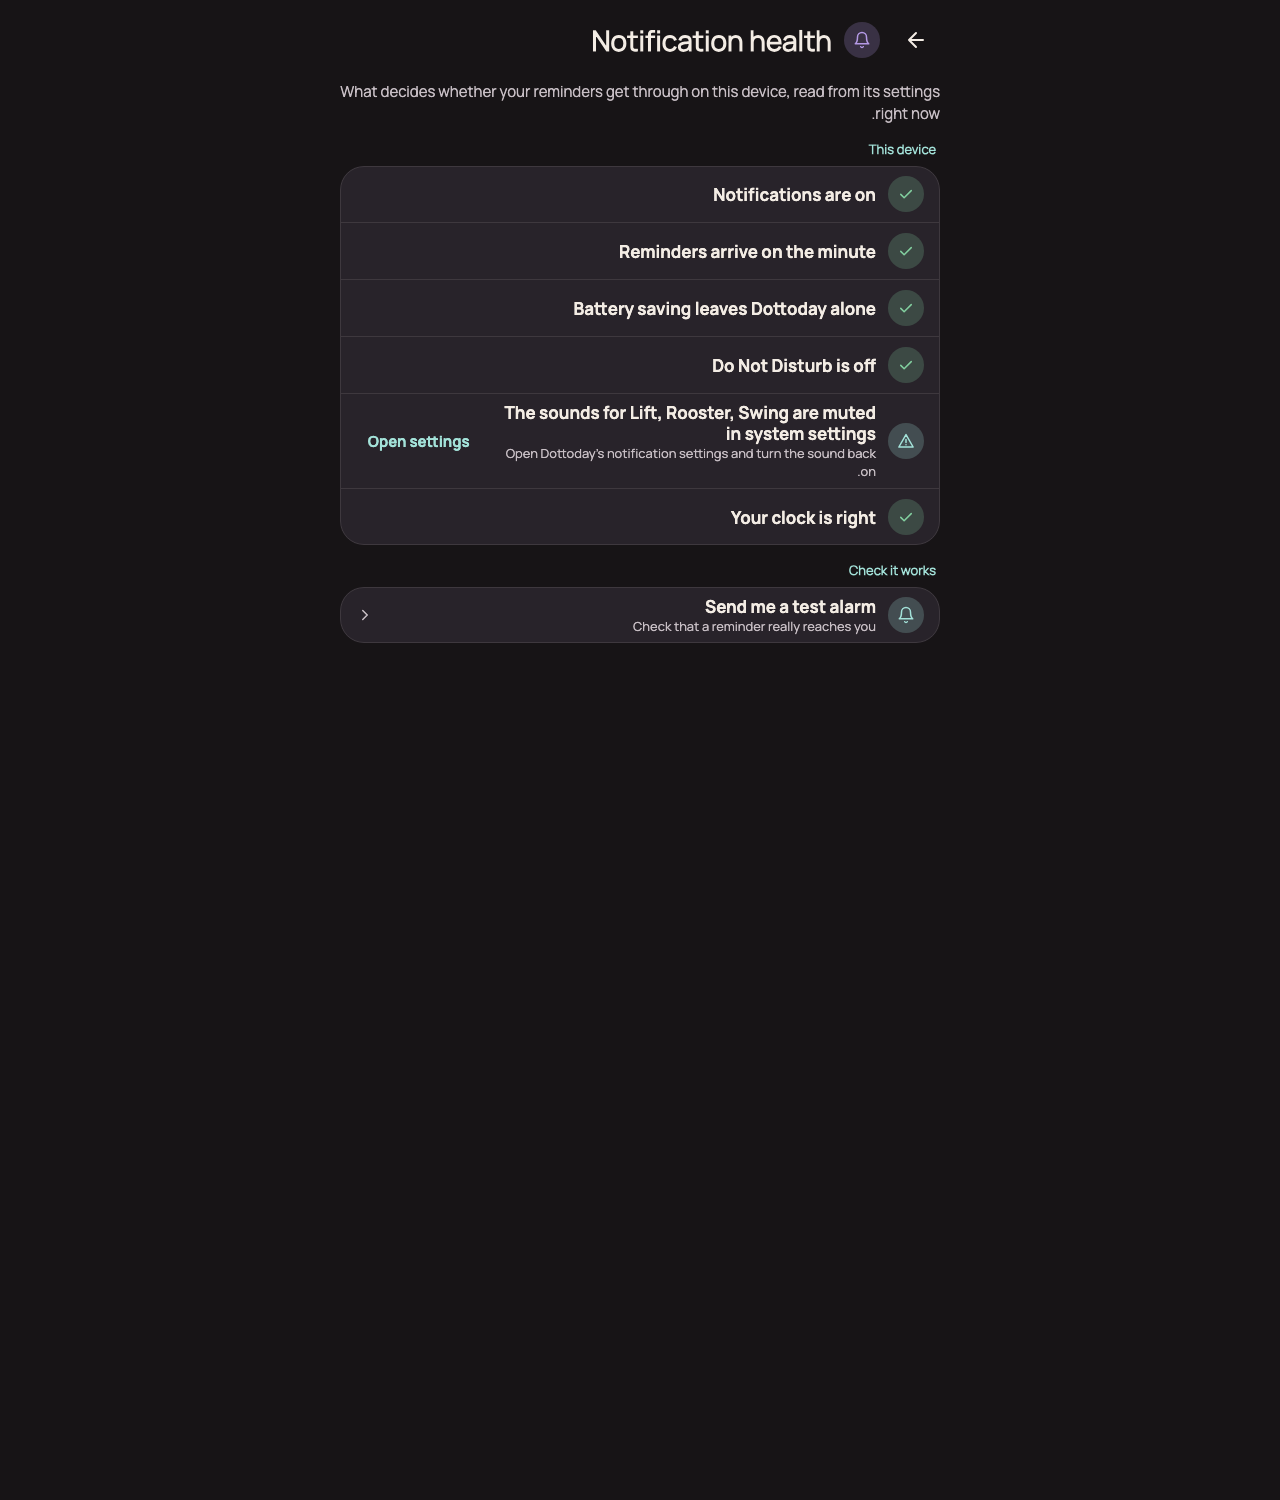 Notification health
What decides whether your reminders get through on this device, read from its settings
.right now
This device
Notifications are on
Reminders arrive on the minute
Battery saving leaves Dottoday alone
Do Not Disturb is off
The sounds for Lift, Rooster, Swing are muted
in system settings
Open Dottoday's notification settings and turn the sound back
.on
Open settings
Your clock is right
Check it works
Send me a test alarm
Check that a reminder really reaches you